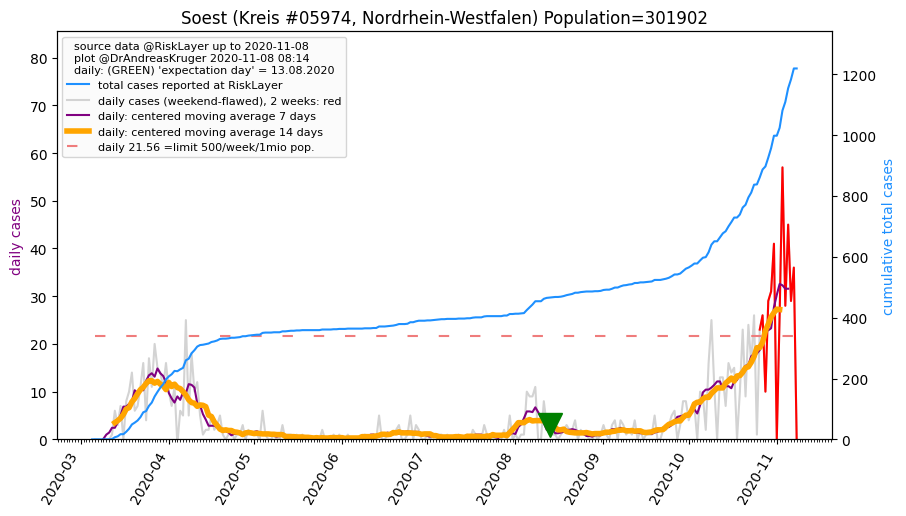 Soest (Kreis #05974, Nordrhein-Westfalen) Population=301902
source data @RiskLayer up to 2020-11-08
plot @DrAndreasKruger 2020-11-08 08:14
daily: (GREEN) 'expectation day' = 13.08.2020
total cases reported at RiskLayer
daily cases (weekend-flawed), 2 weeks: red
daily: centered moving average 7 days
daily: centered moving average 14 days
daily 21.56 =limit 500/week/1mio pop.
daily cases
80
70
60
50
40
30
20
10
0
cumulative total cases
1200
1000
800
600
400
200
0
2020-03
2020-04
2020-05
2020-06
2020-07
2020-08
2020-09
2020-10
2020-11